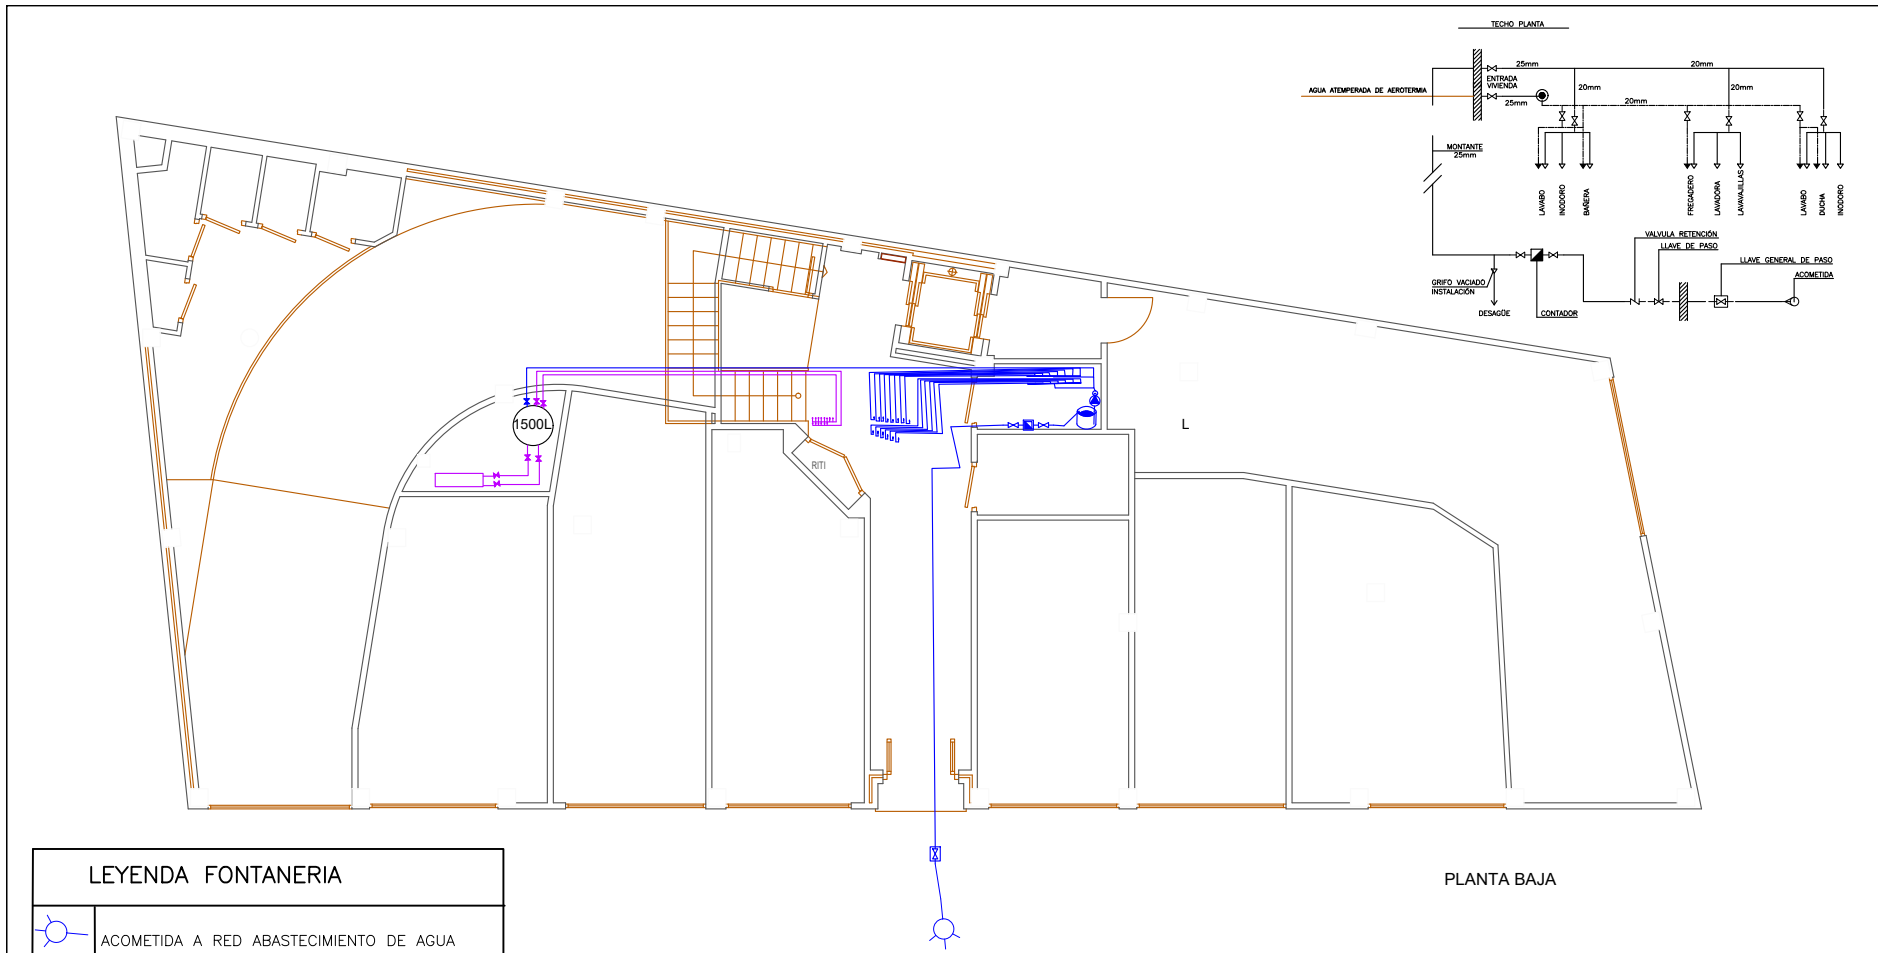 TECHO PLANTA
25mm
20mm
ENTRADA
VIVIENDA
20mm
20mm
AGUA ATEMPERADA DE AEROTERMIA
25mm
20mm
MONTANTE
25mm
LAVABO
INODORO
BAÑERA
FREGADERO
LAVADORA
LAVAVAJILLAS
LAVABO
DUCHA
INODORO
VALVULA RETENCIÓN
LLAVE DE PASO
LLAVE GENERAL DE PASO
ACOMETIDA
GRIFO VACIADO
INSTALACIÓN
DESAGÜE
CONTADOR
1500L
L
RITI
PLANTA BAJA
LEYENDA FONTANERIA
ACOMETIDA A RED ABASTECIMIENTO DE AGUA